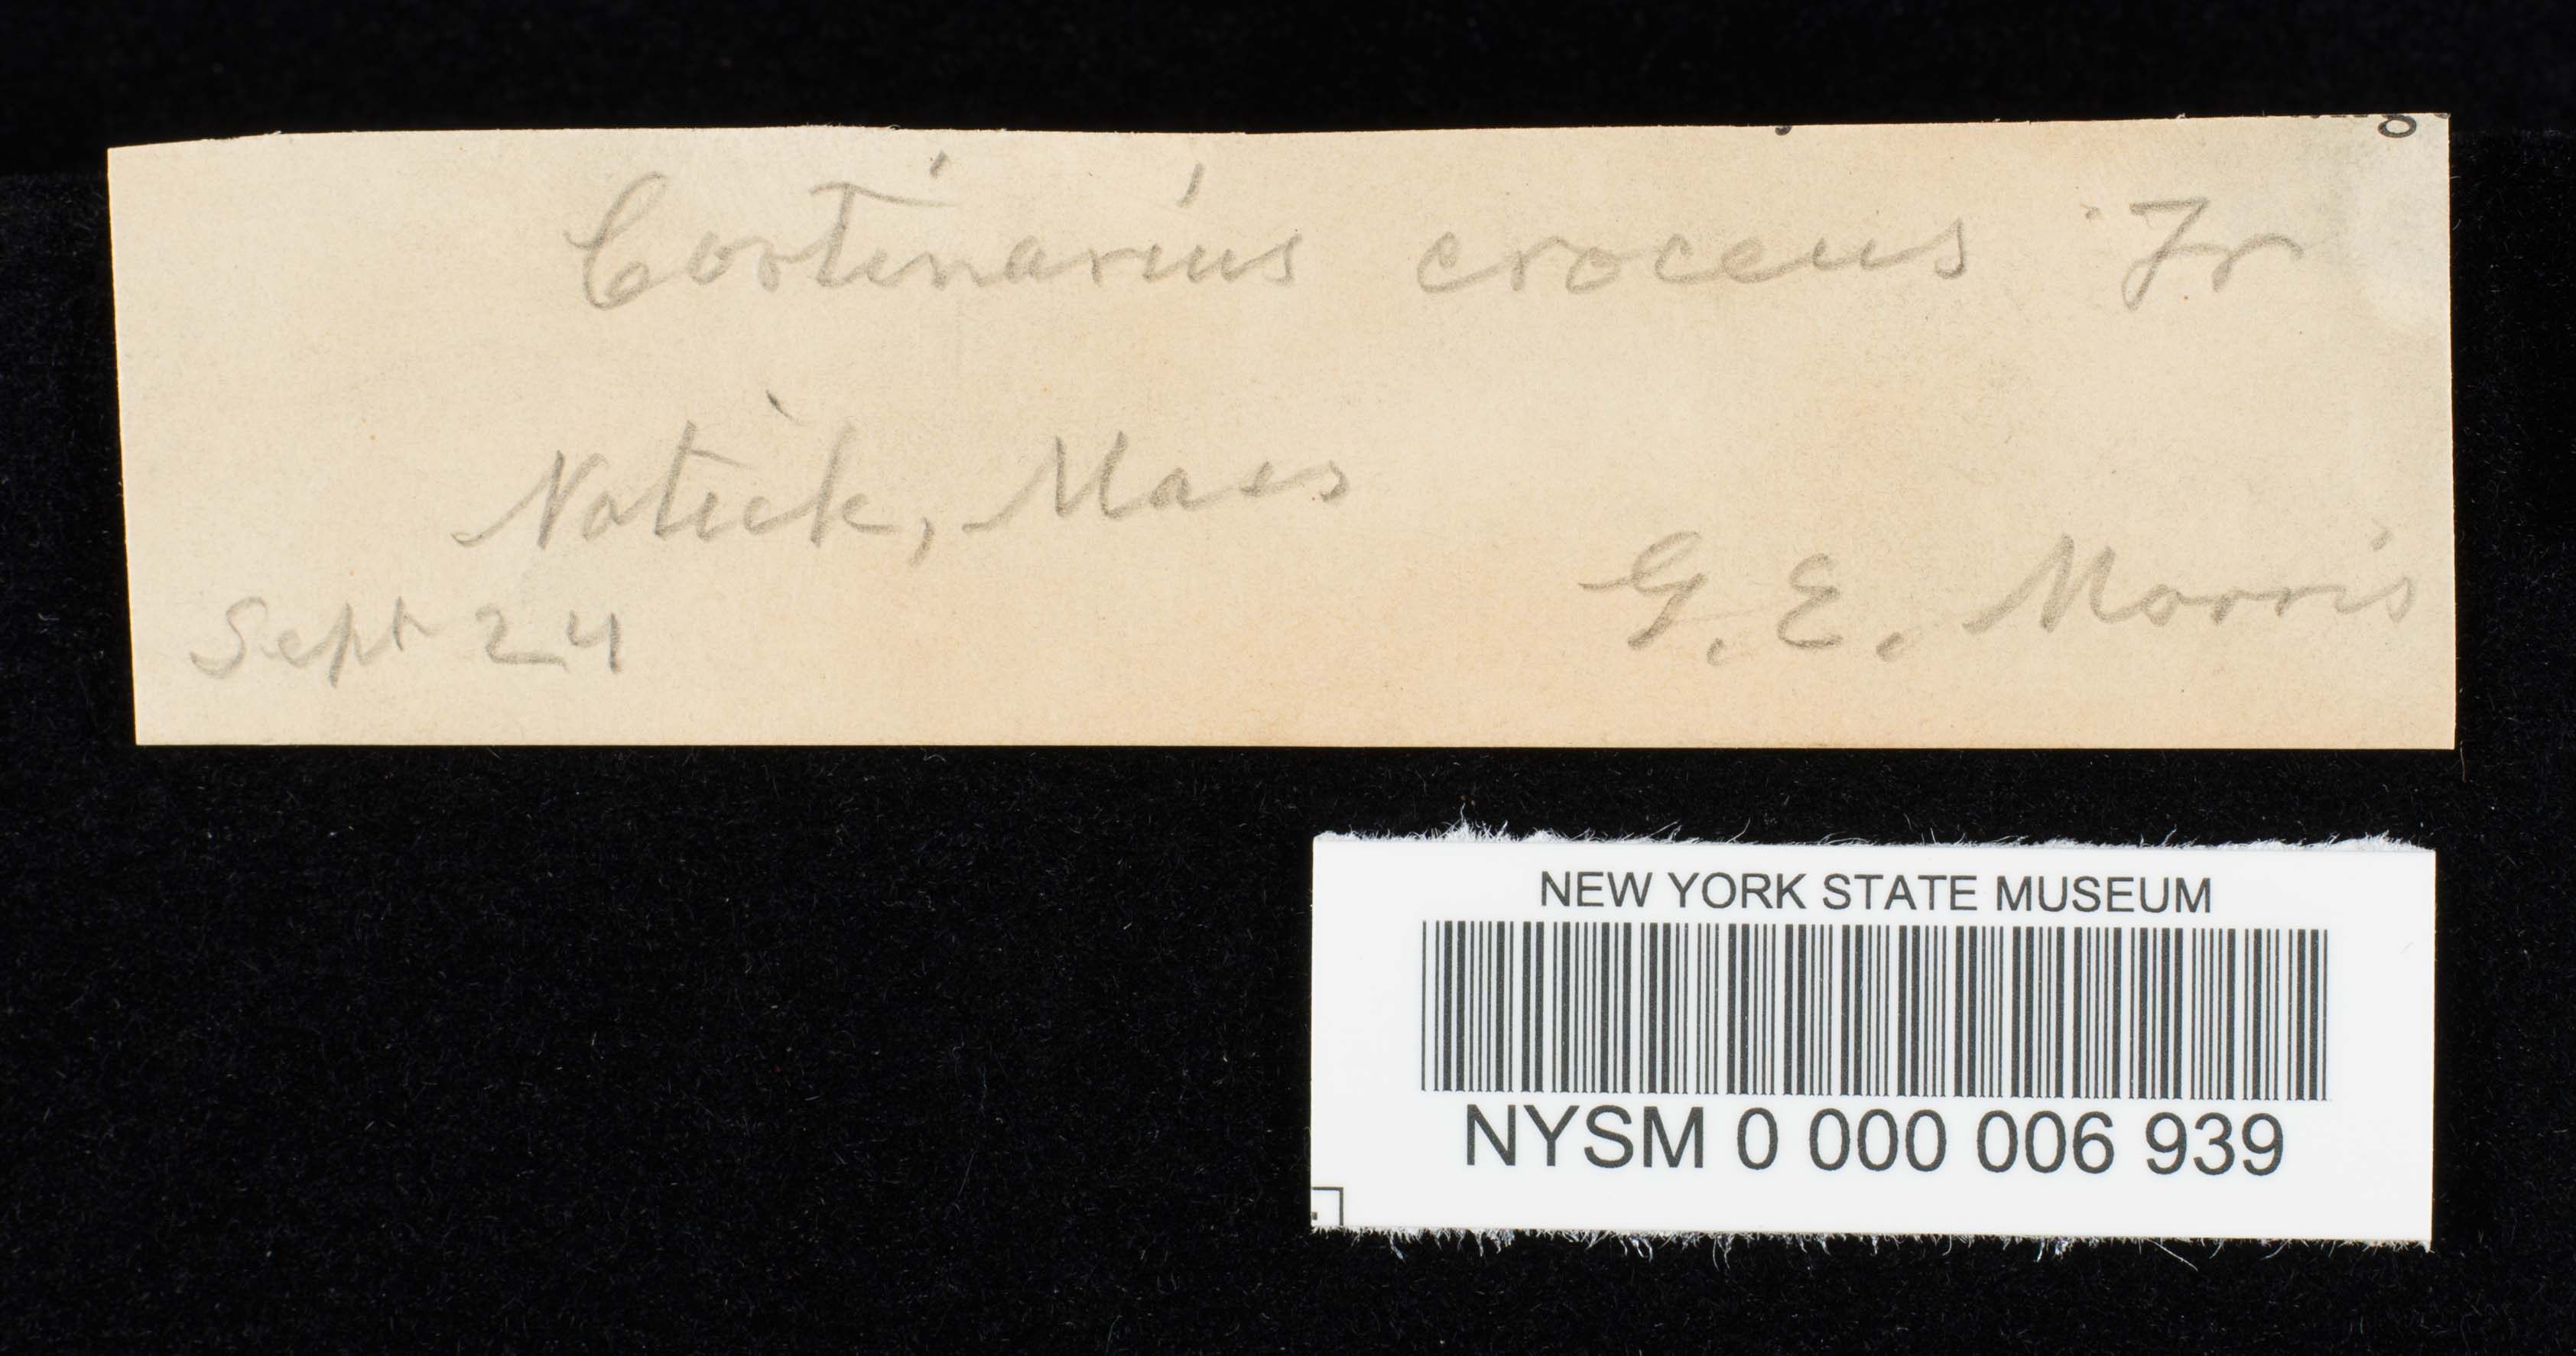 Cortinarius croceus Fr
Natick, Mass
Sept 24
G. E. Morris
NEW YORK STATE MUSEUM
NYSM 0 000 006 939